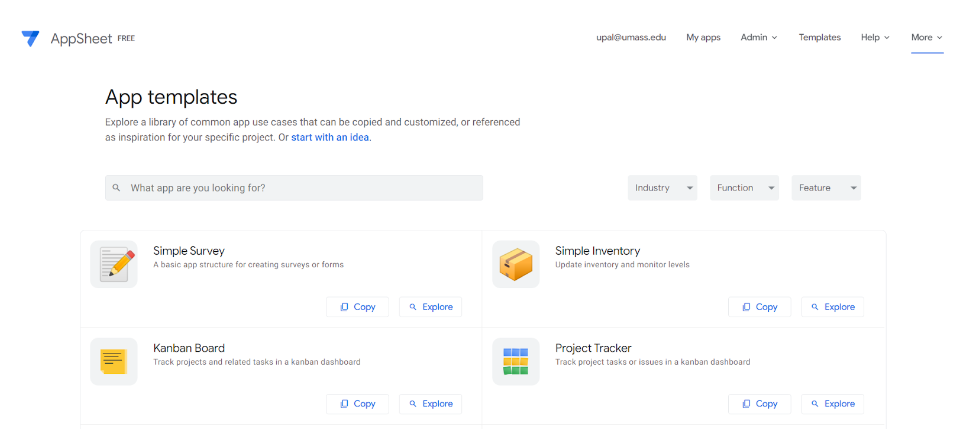 AppSheet FREE
upal@umass.edu My apps Admin Templates Help More
App templates
Explore a library of common app use cases that can be copied and customized, or referenced
as inspiration for your specific project. Or start with an idea.
What app are you looking for?
Industry Function Feature
Simple Survey
A basic app structure for creating surveys or forms
Copy Explore
Simple Inventory
Update inventory and monitor levels
Copy Explore
Kanban Board
Track projects and related tasks in a kanban dashboard
Copy Explore
Project Tracker
Track project tasks or issues in a kanban dashboard
Copy Explore